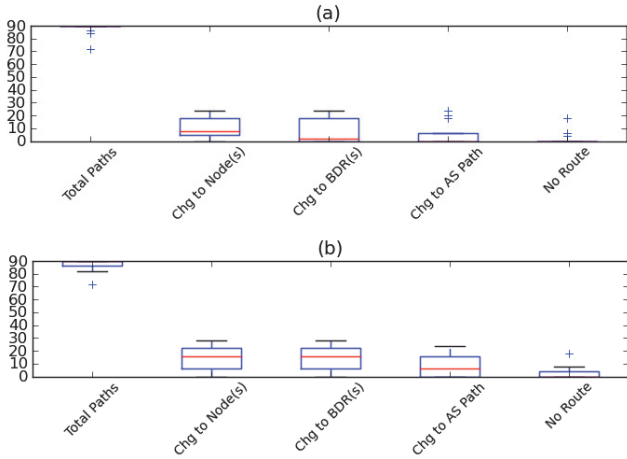 (a)
90
80
70
60
50
40
30
20
10
0
Total Paths
Chg to Node(s)
Chg to BDR(s)
Chg to AS Path
No Route
(b)
90
80
70
60
50
40
30
20
10
0
Total Paths
Chg to Node(s)
Chg to BDR(s)
Chg to AS Path
No Route